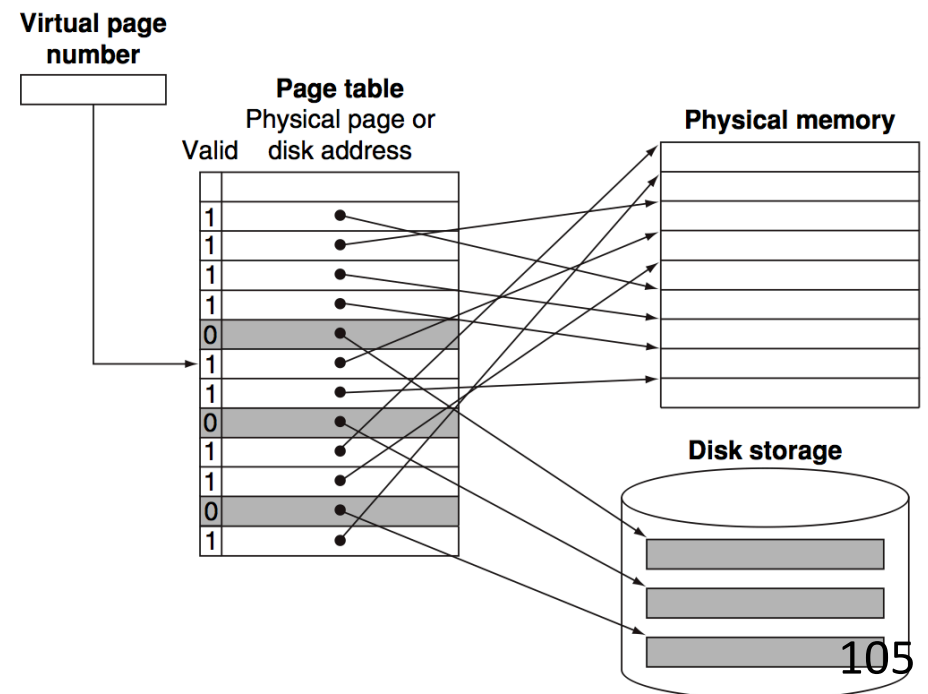 Virtual page
number
Page table
Physical page or
Valid disk address
Physical memory
1
1
1
1
0
1
1
0
1
1
0
1
Disk storage
105